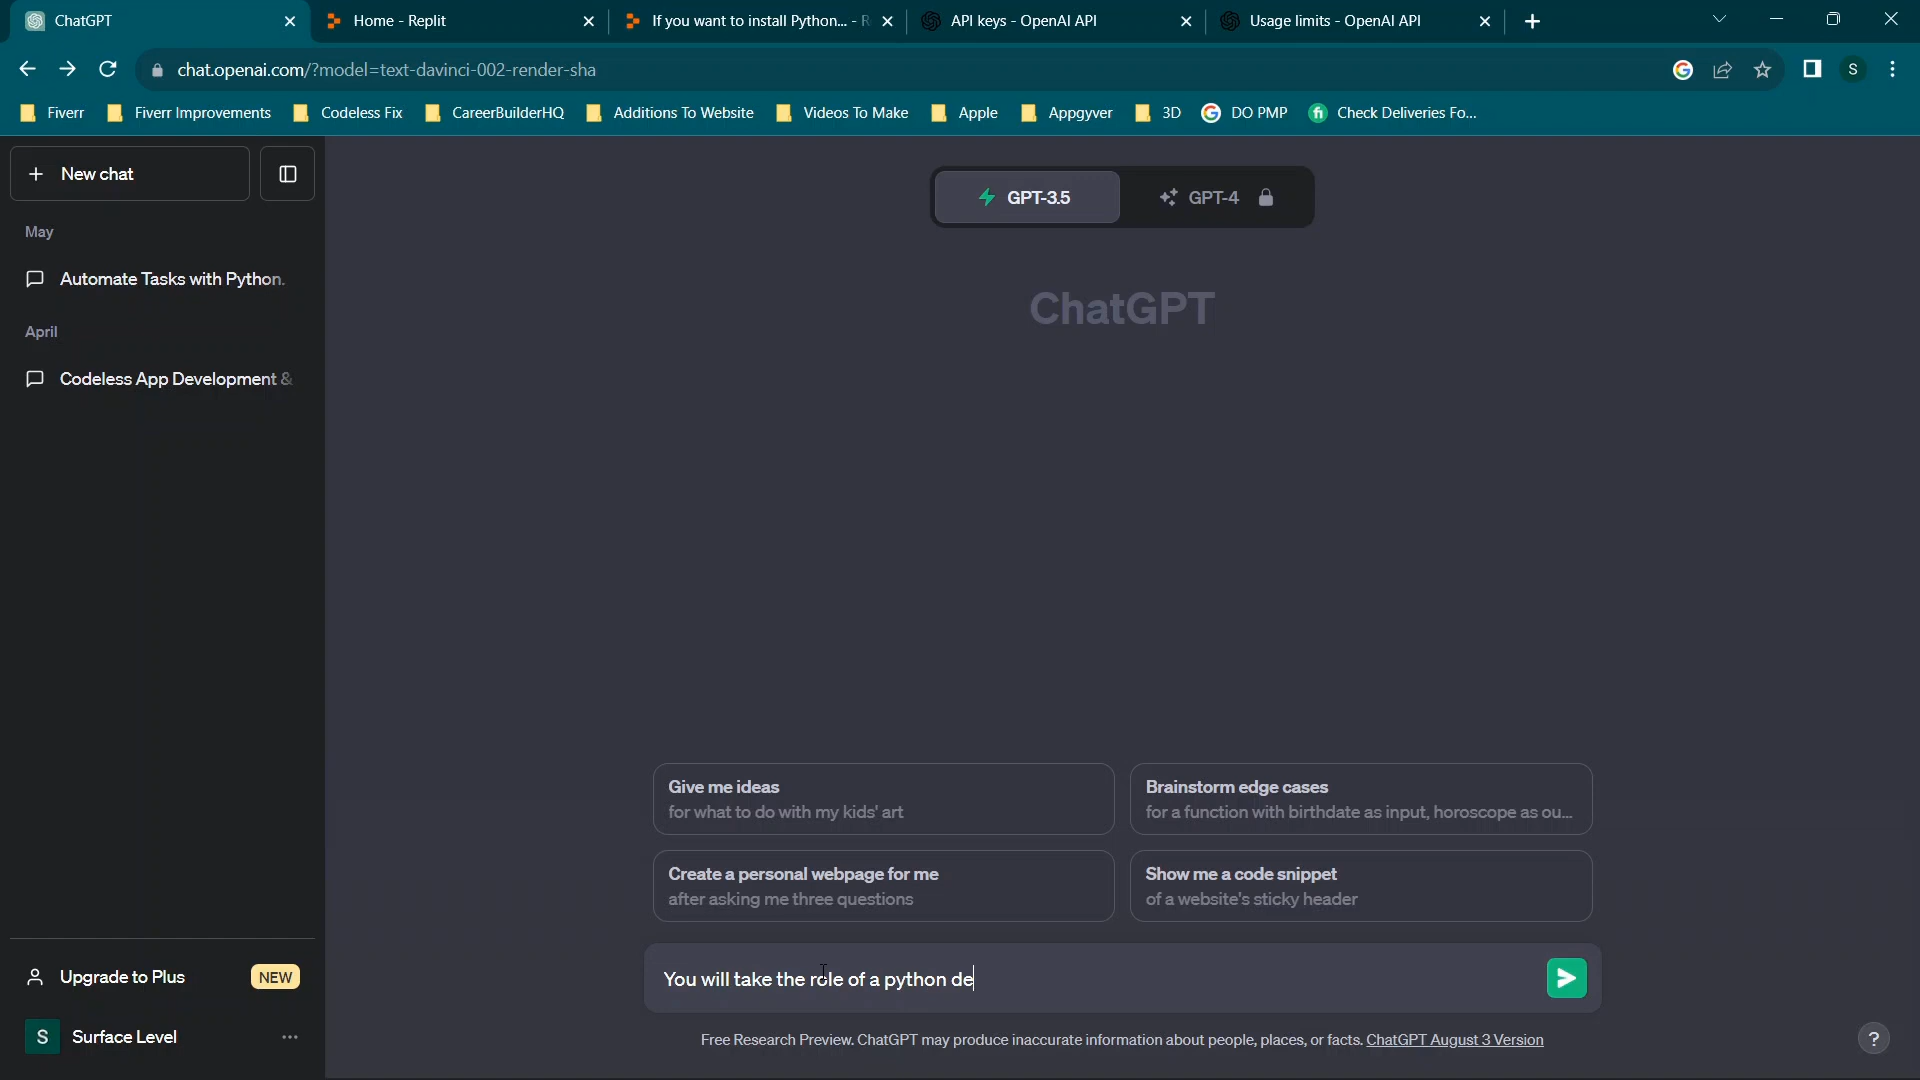 ChatGPT
Home - Replit
If you want to install Python... - R
API keys - OpenAI API
Usage limits - OpenAI API
chat.openai.com/?model=text-davinci-002-render-sha
S
Fiverr
Fiverr Improvements
Codeless Fix
CareerBuilderHQ
Additions To Website
Videos To Make
Apple
Appgyver
3D
DO PMP
Check Deliveries Fo...
New chat
May
Automate Tasks with Python.
April
Codeless App Development &
GPT-3.5
GPT-4
ChatGPT
Give me ideas
for what to do with my kids' art
Brainstorm edge cases
for a function with birthdate as input, horoscope as ou...
Create a personal webpage for me
after asking me three questions
Show me a code snippet
of a website's sticky header
You will take the role of a python de
Upgrade to Plus
NEW
S
Surface Level
Free Research Preview. ChatGPT may produce inaccurate information about people, places, or facts. ChatGPT August 3 Version
?